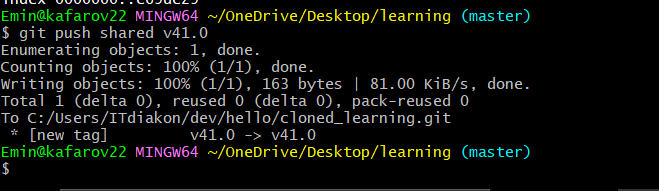 Emin@kafarov22 MINGW64 ~/OneDrive/Desktop/learning (master)
$ git push shared v41.0
Enumerating objects: 1, done.
Counting objects: 100% (1/1), done.
Writing objects: 100% (1/1), 163 bytes | 81.00 KiB/s, done.
Total 1 (delta 0), reused 0 (delta 0), pack-reused 0
To C:/Users/ITdiakon/dev/hello/cloned_learning.git
 * [new tag]         v41.0 -> v41.0
Emin@kafarov22 MINGW64 ~/OneDrive/Desktop/learning (master)
$